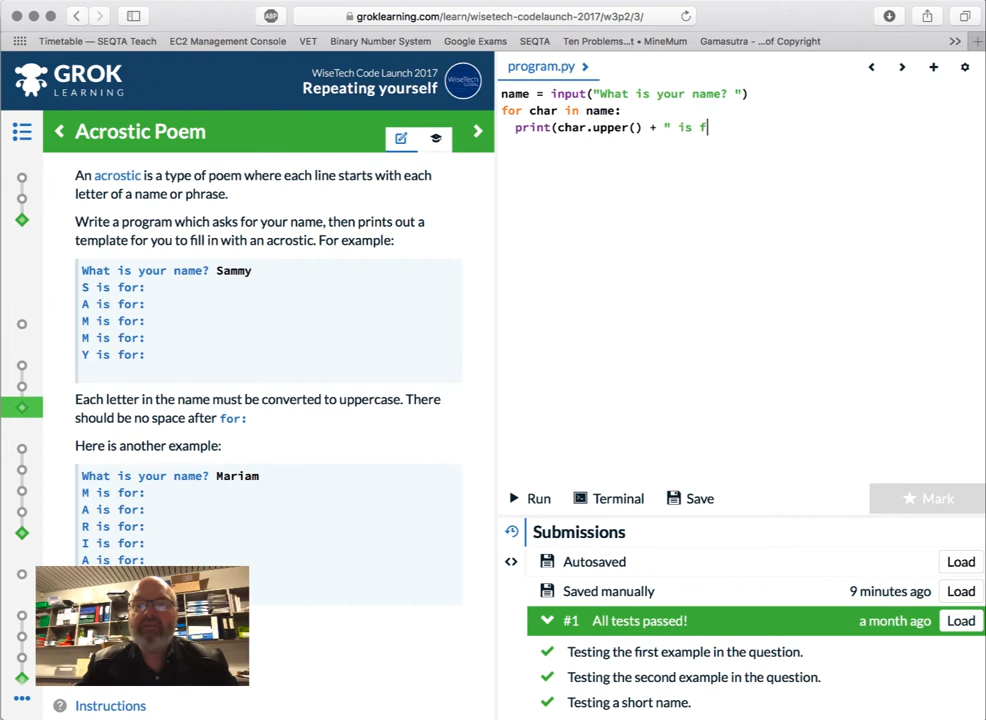 groklearning.com/learn/wisetech-codelaunch-2017/w3p2/3/
ABP
Timetable — SEQTA Teach EC2 Management Console VET Binary Number System Google Exams SEQTA Ten Problems...t • MineMum Gamasutra - ...of Copyright
GROK
LEARNING
WiseTech Code Launch 2017
Repeating yourself
WiseTech
GLOBAL
Acrostic Poem
An acrostic is a type of poem where each line starts with each
letter of a name or phrase.
Write a program which asks for your name, then prints out a
template for you to fill in with an acrostic. For example:
What is your name? Sammy
S is for:
A is for:
M is for:
M is for:
Y is for:
Each letter in the name must be converted to uppercase. There
should be no space after for:
Here is another example:
What is your name? Mariam
M is for:
A is for:
R is for:
I is for:
A is for:
Instructions
program.py
name = input("What is your name? ")
for char in name:
  print(char.upper() + " is f
Run Terminal Save Mark
Submissions
Autosaved Load
Saved manually 9 minutes ago Load
#1 All tests passed! a month ago Load
Testing the first example in the question.
Testing the second example in the question.
Testing a short name.